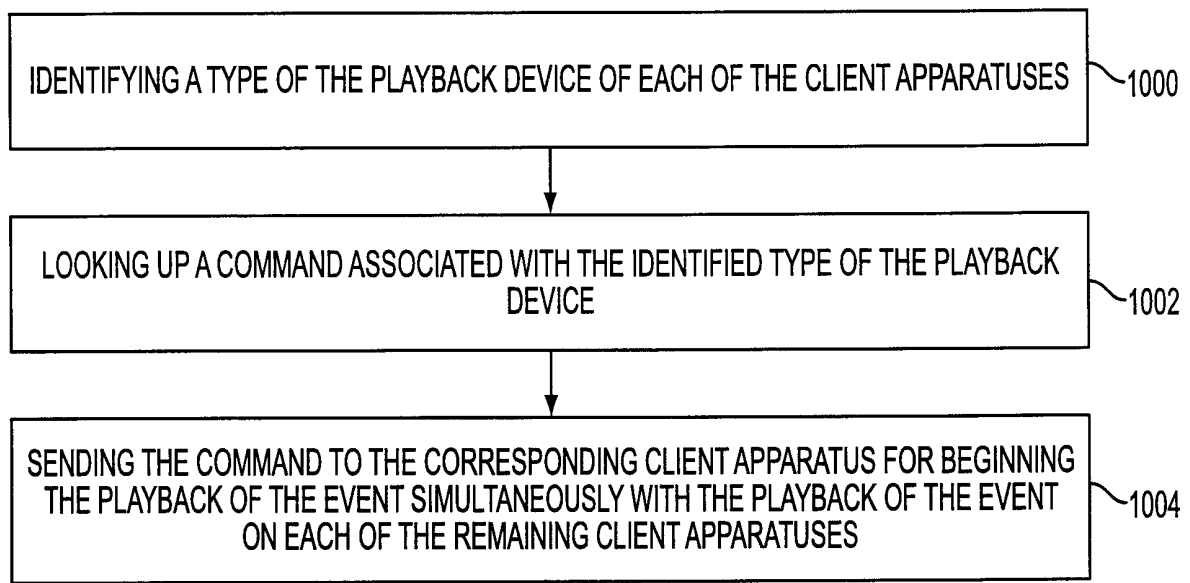 IDENTIFYING A TYPE OF THE PLAYBACK DEVICE OF EACH OF THE CLIENT APPARATUSES
1000
LOOKING UP A COMMAND ASSOCIATED WITH THE IDENTIFIED TYPE OF THE PLAYBACK
DEVICE
1002
SENDING THE COMMAND TO THE CORRESPONDING CLIENT APPARATUS FOR BEGINNING
THE PLAYBACK OF THE EVENT SIMULTANEOUSLY WITH THE PLAYBACK OF THE EVENT
ON EACH OF THE REMAINING CLIENT APPARATUSES
1004